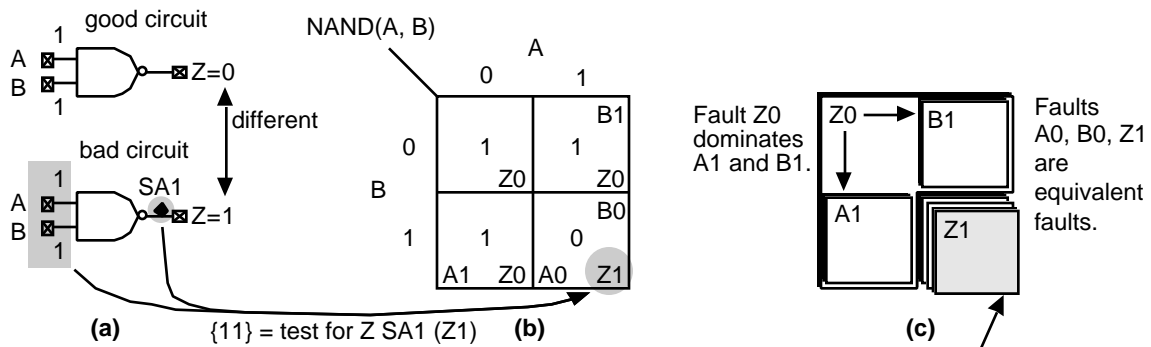 good circuit
1
A
B
1
Z=0
different
bad circuit
1
SA1
A
B
1
Z=1
(a)
{11} = test for Z SA1 (Z1)
NAND(A, B)
A
0 1
B1
0 1 1
Z0 Z0
B
B0
1 1 0
A1 Z0 A0 Z1
(b)
Fault Z0
dominates
A1 and B1.
Z0
B1
A1
Z1
Faults
A0, B0, Z1
are
equivalent
faults.
(c)